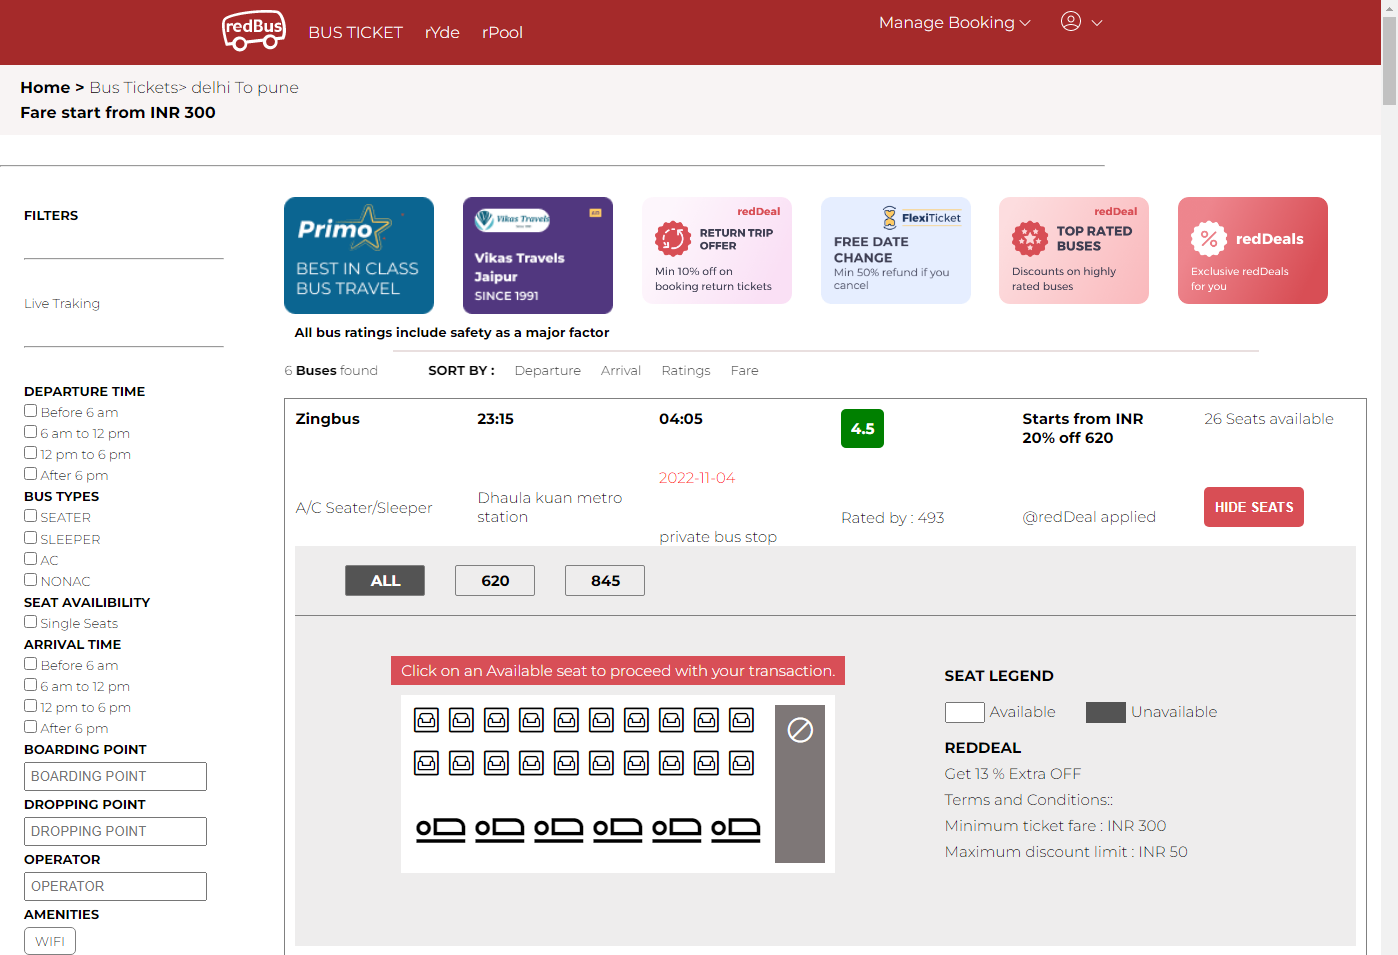 redBus
BUS TICKET rYde rPool
Manage Booking
Home > Bus Tickets> delhi To pune
Fare start from INR 300
FILTERS
Live Traking
DEPARTURE TIME
Before 6 am
6 am to 12 pm
12 pm to 6 pm
After 6 pm
BUS TYPES
SEATER
SLEEPER
AC
NONAC
SEAT AVAILIBILITY
Single Seats
ARRIVAL TIME
Before 6 am
6 am to 12 pm
12 pm to 6 pm
After 6 pm
BOARDING POINT
BOARDING POINT
DROPPING POINT
DROPPING POINT
OPERATOR
OPERATOR
AMENITIES
WIFI
Primo
BEST IN CLASS
BUS TRAVEL
Vikas Travels
Vikas Travels
Jaipur
SINCE 1991
redDeal
RETURN TRIP
OFFER
Min 10% off on
booking return tickets
FlexiTicket
FREE DATE
CHANGE
Min 50% refund if you
cancel
redDeal
TOP RATED
BUSES
Discounts on highly
rated buses
redDeals
Exclusive redDeals
for you
All bus ratings include safety as a major factor
6 Buses found
SORT BY : Departure Arrival Ratings Fare
Zingbus
A/C Seater/Sleeper
23:15
Dhaula kuan metro
station
04:05
2022-11-04
private bus stop
4.5
Rated by : 493
Starts from INR
20% off 620
@redDeal applied
26 Seats available
HIDE SEATS
ALL 620 845
Click on an Available seat to proceed with your transaction.
SEAT LEGEND
Available Unavailable
REDDEAL
Get 13 % Extra OFF
Terms and Conditions::
Minimum ticket fare : INR 300
Maximum discount limit : INR 50